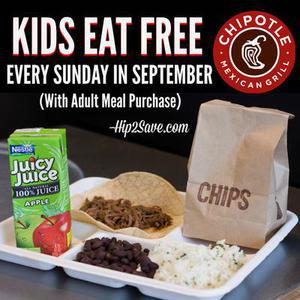 KIDS EAT FREE
EVERY SUNDAY IN SEPTEMBER
(With Adult Meal Purchase)
-Hip2Save.com
CHIPOTLE
MEXICAN GRILL
Nestlé
Juicy
Juice
100% JUICE
APPLE
CHIPS